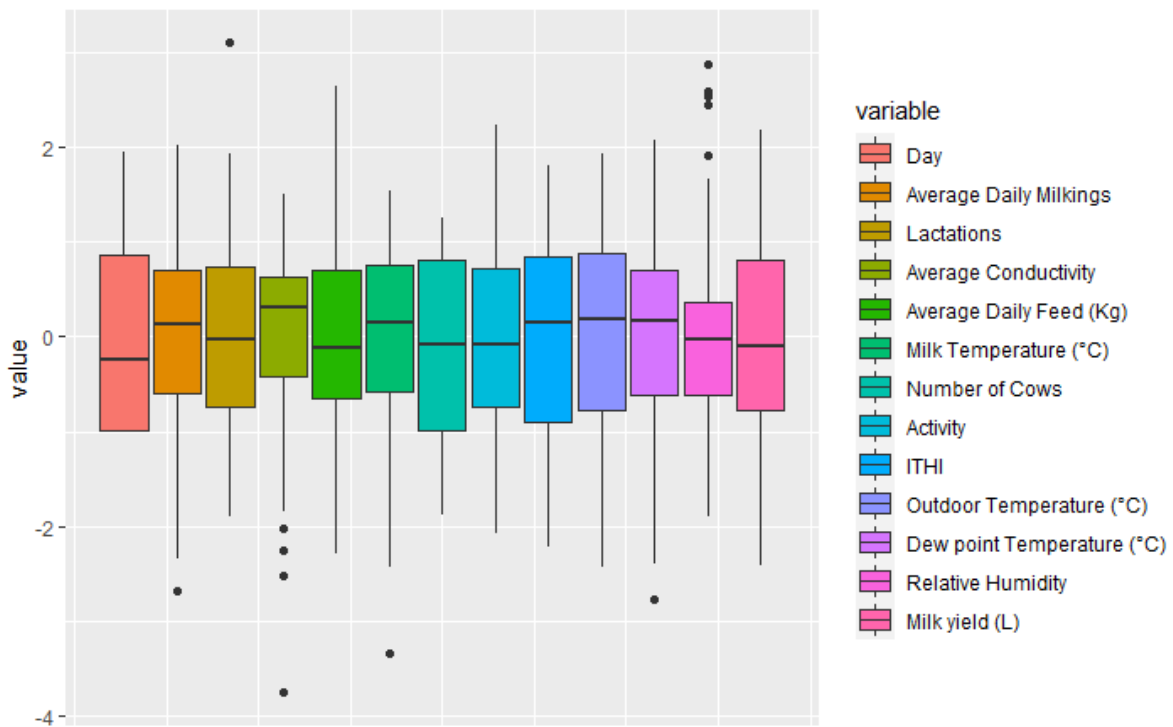 value
2
0
-2
-4
variable
Day
Average Daily Milkings
Lactations
Average Conductivity
Average Daily Feed (Kg)
Milk Temperature (°C)
Number of Cows
Activity
ITHI
Outdoor Temperature (°C)
Dew point Temperature (°C)
Relative Humidity
Milk yield (L)